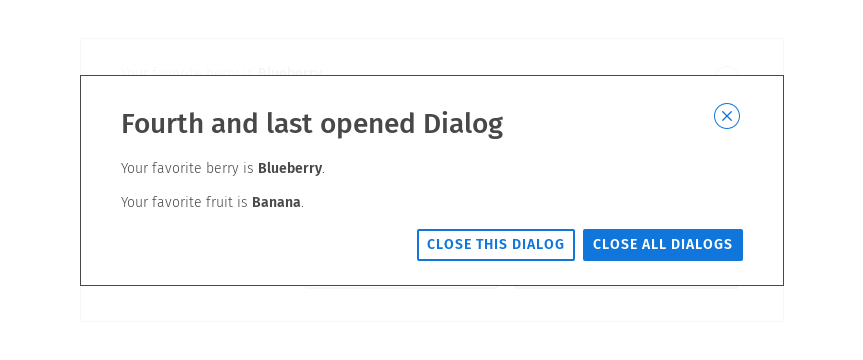 Fourth and last opened Dialog
Your favorite berry is Blueberry.
Your favorite fruit is Banana.
CLOSE THIS DIALOG CLOSE ALL DIALOGS